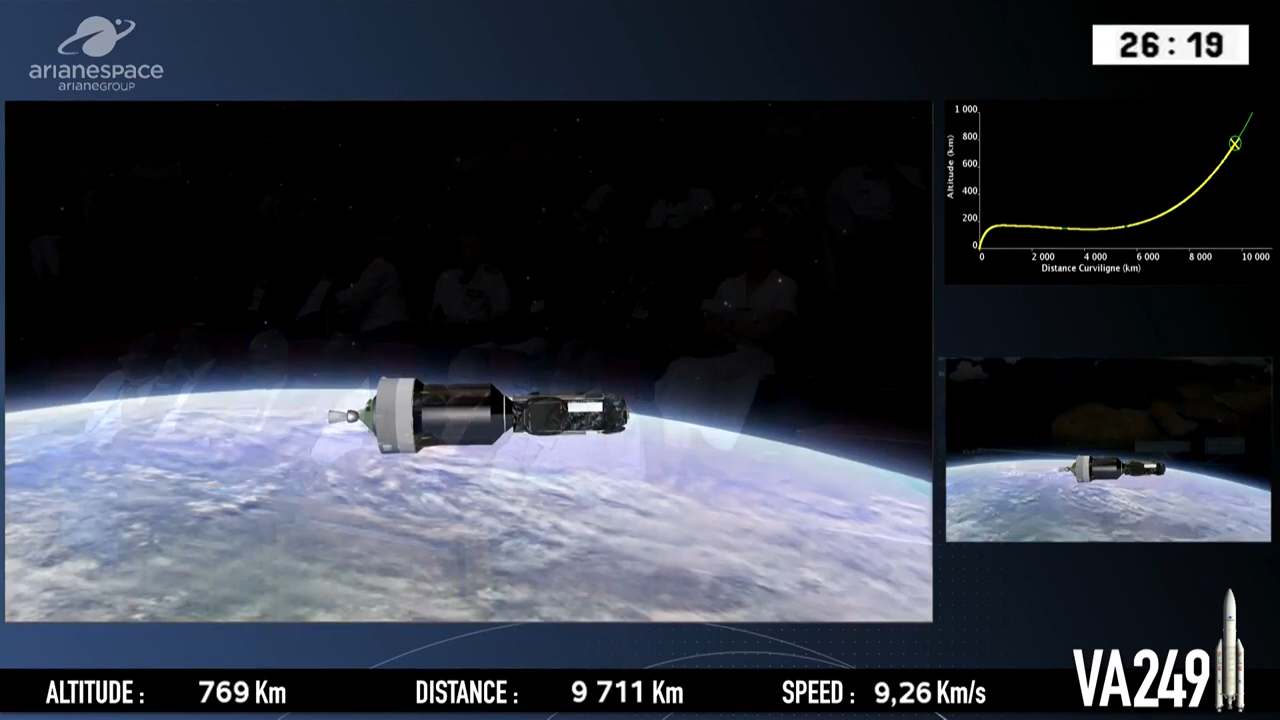 arianespace
arianeGROUP
26 : 19
1 000
800
600
400
200
0
Altitude (km)
0 2 000 4 000 6 000 8 000 10 000
Distance Curviligne (km)
VA249
ALTITUDE : 769 Km DISTANCE : 9 711 Km SPEED : 9,26 Km/s